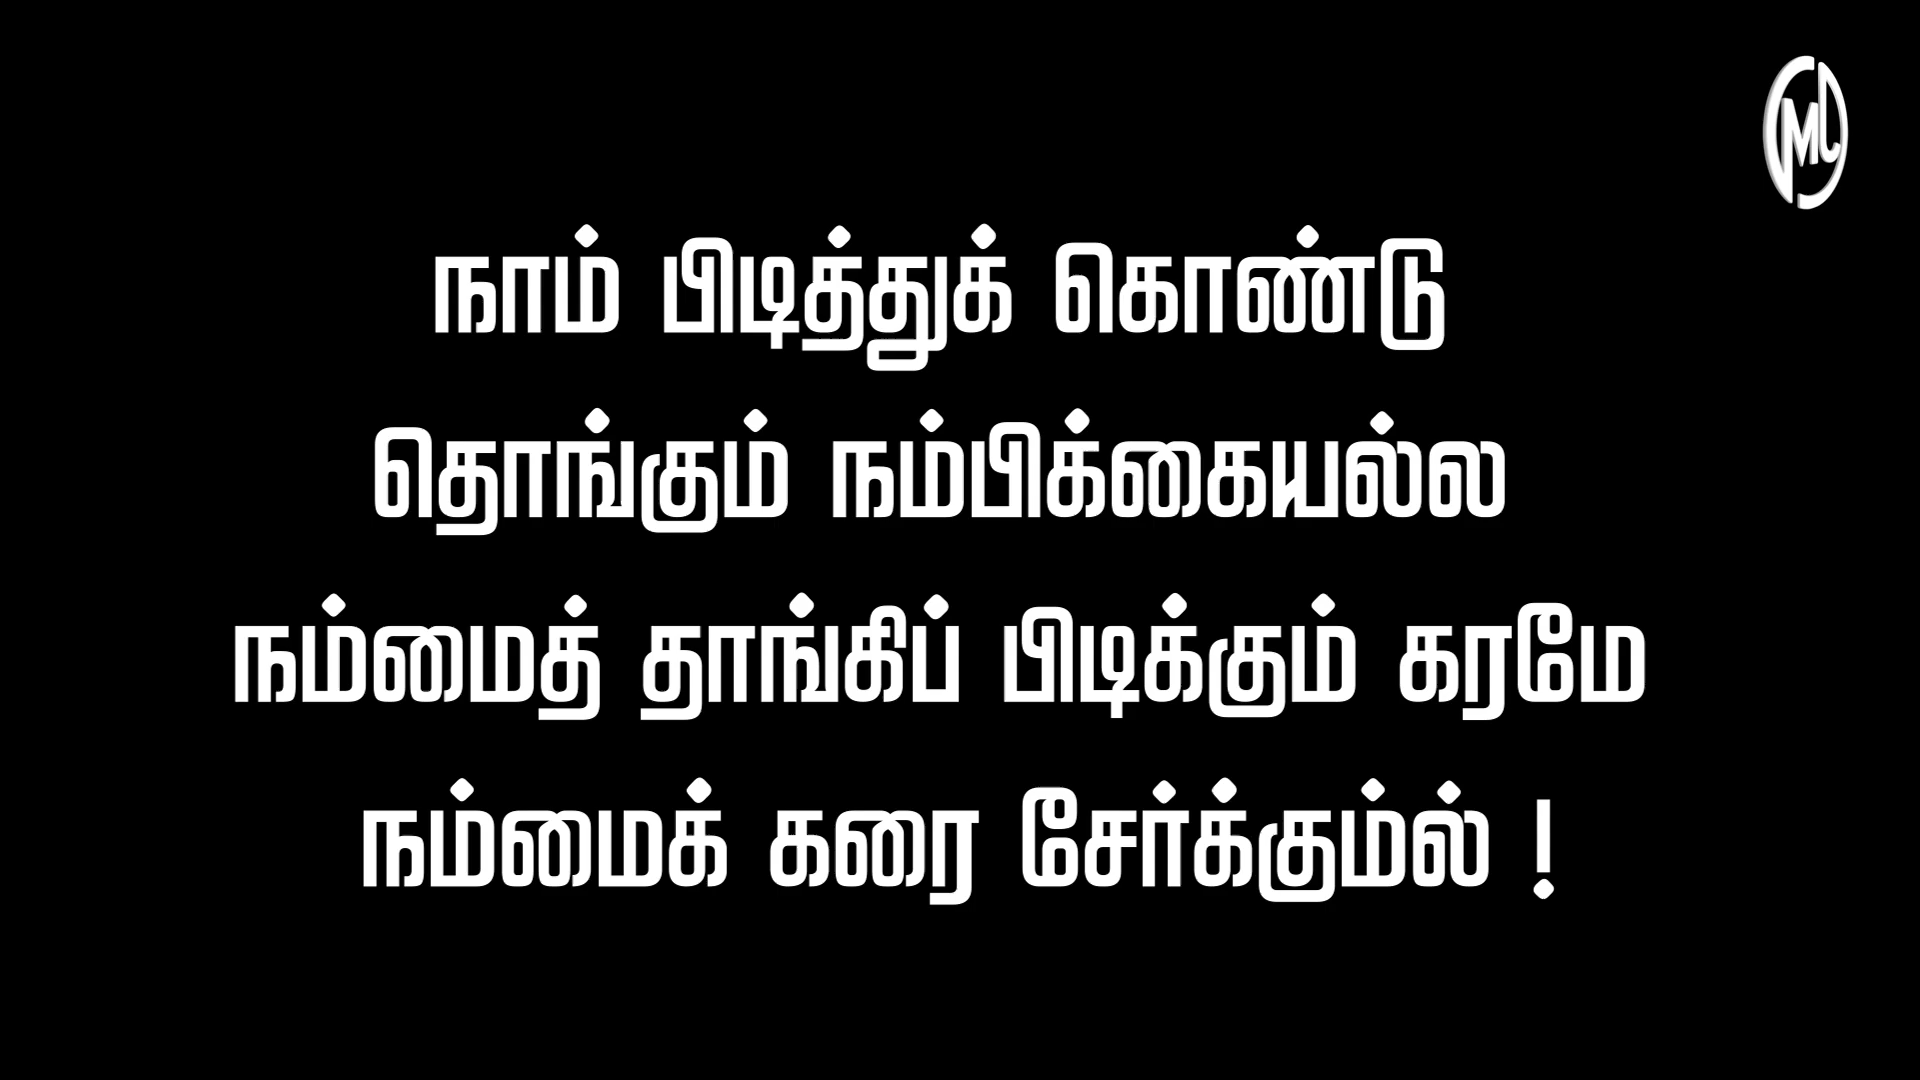 நாம் பிடித்துக் கொண்டு
தொங்கும் நம்பிக்கையல்ல
நம்மைத் தாங்கிப் பிடிக்கும் கரமே
நம்மைக் கரை சேர்க்கும்ல் !